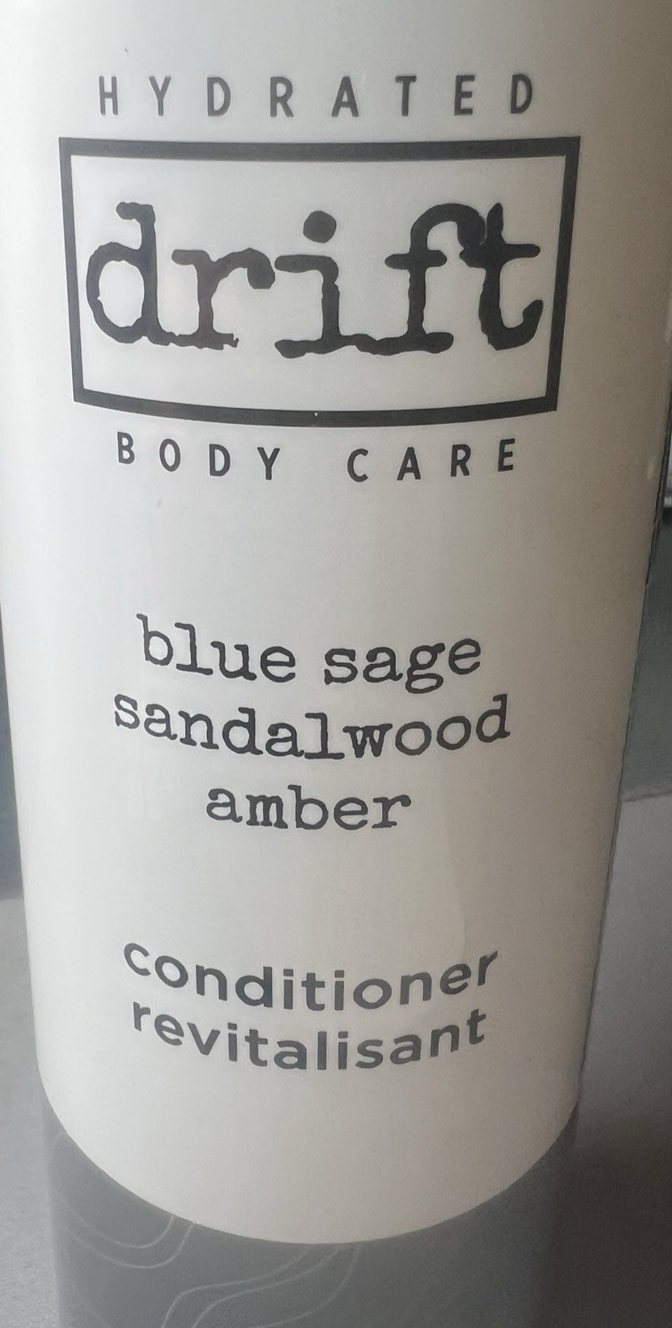 HYDRATED
drift
BODY CARE
blue sage
sandalwood
amber
conditioner
revitalisant